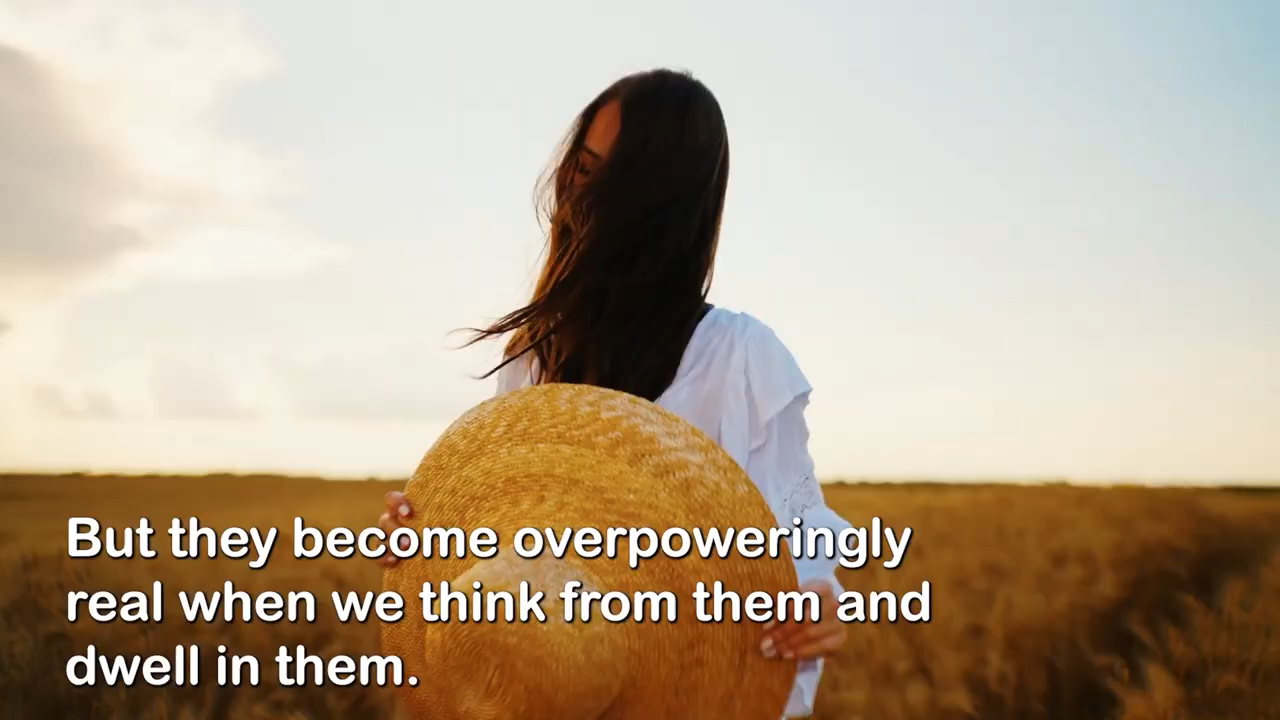 But they become overpoweringly
real when we think from them and
dwell in them.